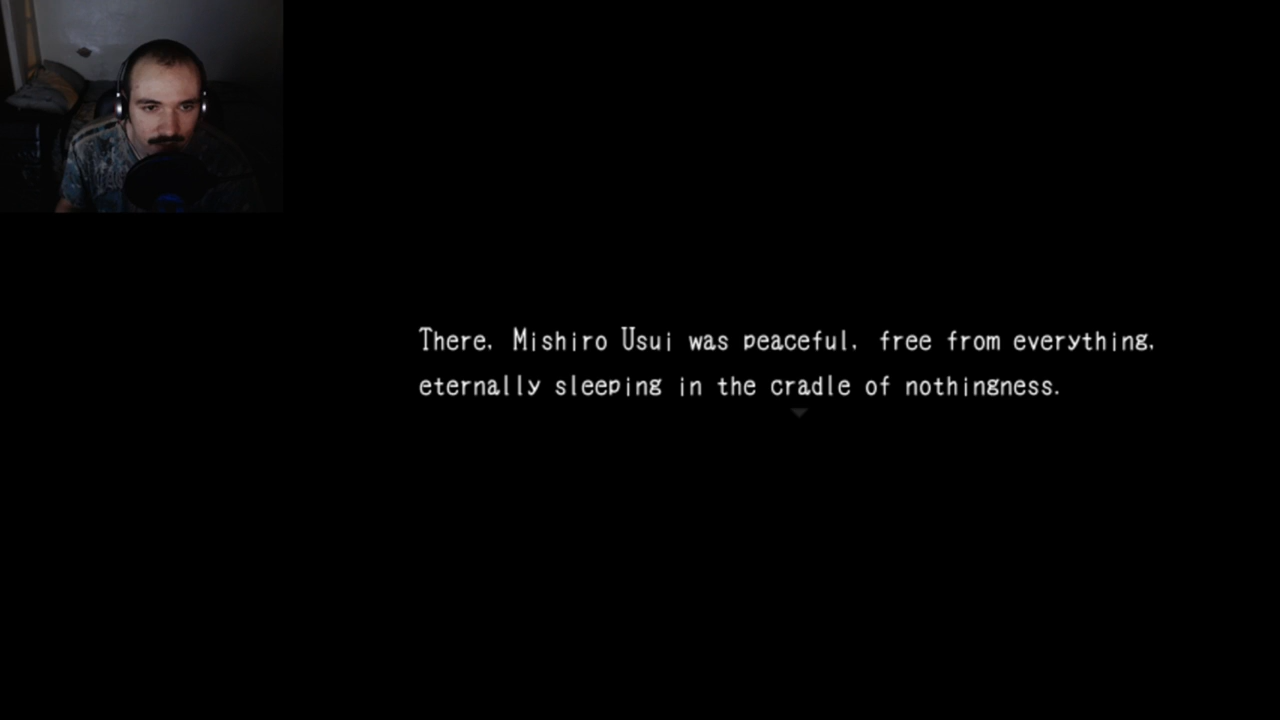 There, Mishiro Usui was peaceful, free from everything,
eternally sleeping in the cradle of nothingness.